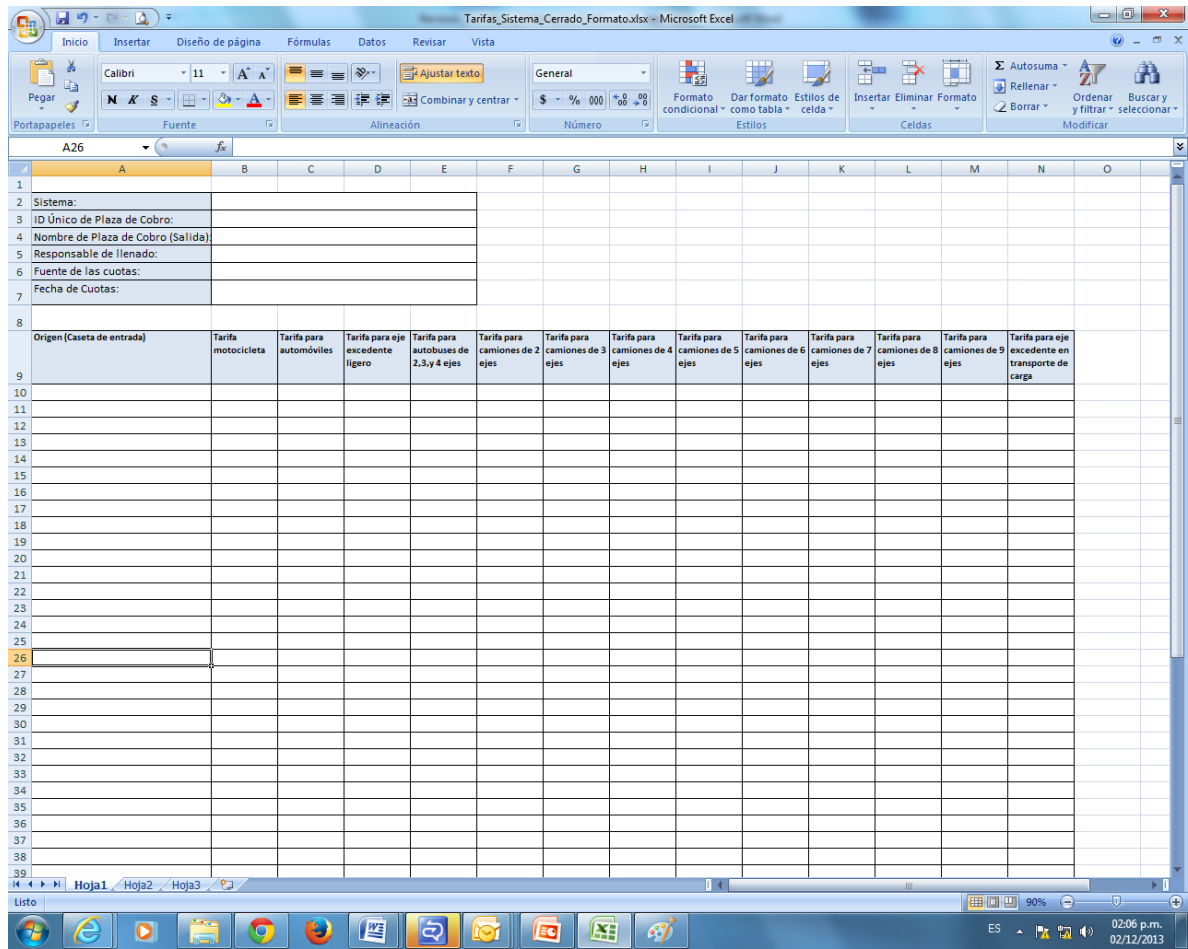 Tarifas_Sistema_Cerrado_Formato.xlsx - Microsoft Excel
Inicio Insertar Diseño de página Fórmulas Datos Revisar Vista
Pegar
Portapapeles
Calibri 11
N K S
Fuente
Ajustar texto
Combinar y centrar
Alineación
General
$ % 000
Número
Formato condicional
Dar formato como tabla
Estilos de celda
Estilos
Insertar Eliminar Formato
Celdas
Σ Autosuma
Rellenar
Borrar
Ordenar y filtrar
Buscar y seleccionar
Modificar
A26 fx
A B C D E F G H I J K L M N O
1
2 Sistema:
3 ID Único de Plaza de Cobro:
4 Nombre de Plaza de Cobro (Salida):
5 Responsable de llenado:
6 Fuente de las cuotas:
7 Fecha de Cuotas:
8
9 Origen (Caseta de entrada)
Tarifa motocicleta
Tarifa para automóviles
Tarifa para eje excedente ligero
Tarifa para autobuses de 2,3,y 4 ejes
Tarifa para camiones de 2 ejes
Tarifa para camiones de 3 ejes
Tarifa para camiones de 4 ejes
Tarifa para camiones de 5 ejes
Tarifa para camiones de 6 ejes
Tarifa para camiones de 7 ejes
Tarifa para camiones de 8 ejes
Tarifa para camiones de 9 ejes
Tarifa para eje excedente en transporte de carga
10
11
12
13
14
15
16
17
18
19
20
21
22
23
24
25
26
27
28
29
30
31
32
33
34
35
36
37
38
39
Hoja1 Hoja2 Hoja3
Listo 90%
ES 02:06 p.m.
02/12/2013